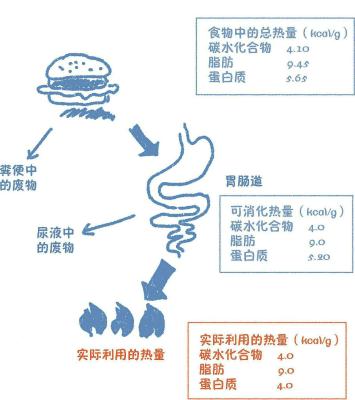 食物中的总热量（kcal/g）
碳水化合物 4.10
脂肪 9.45
蛋白质 5.65
粪便中
的废物
胃肠道
尿液中
的废物
可消化热量（kcal/g）
碳水化合物 4.0
脂肪 9.0
蛋白质 5.20
实际利用的热量
实际利用的热量（kcal/g）
碳水化合物 4.0
脂肪 9.0
蛋白质 4.0